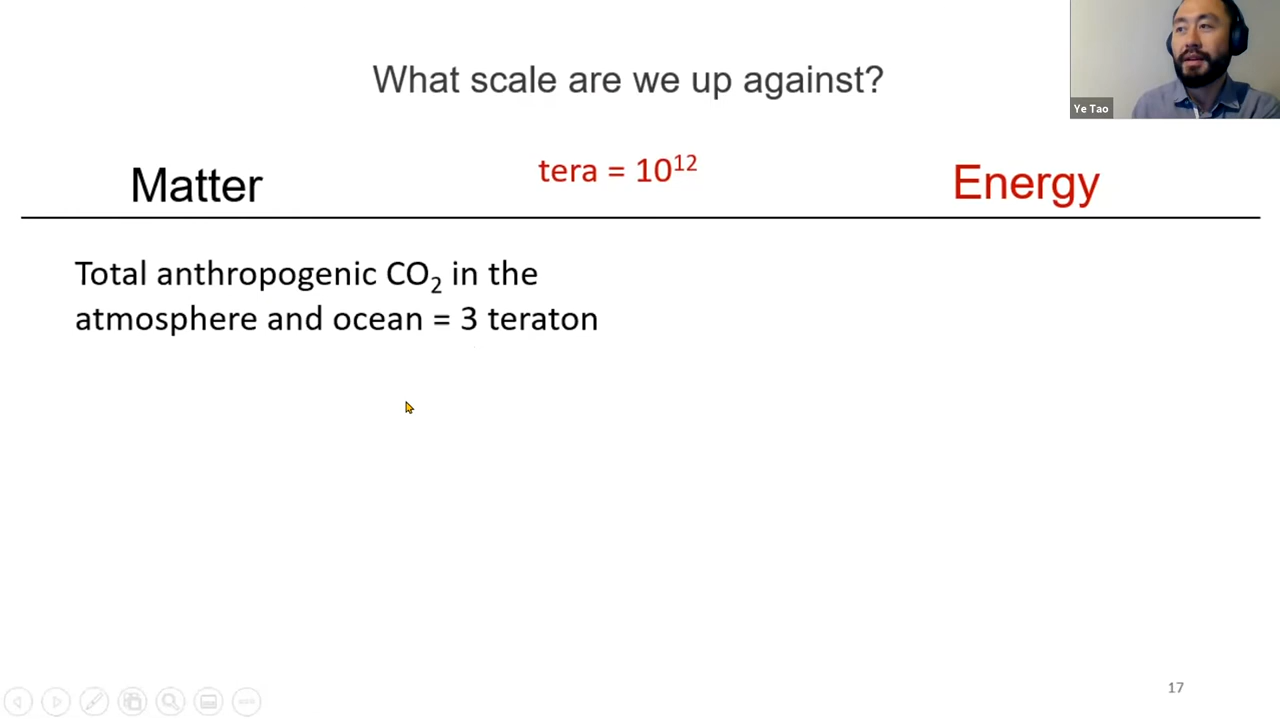 What scale are we up against?
Ye Tao
Matter
tera = 10¹²
Energy
Total anthropogenic CO₂ in the
atmosphere and ocean = 3 teraton
17